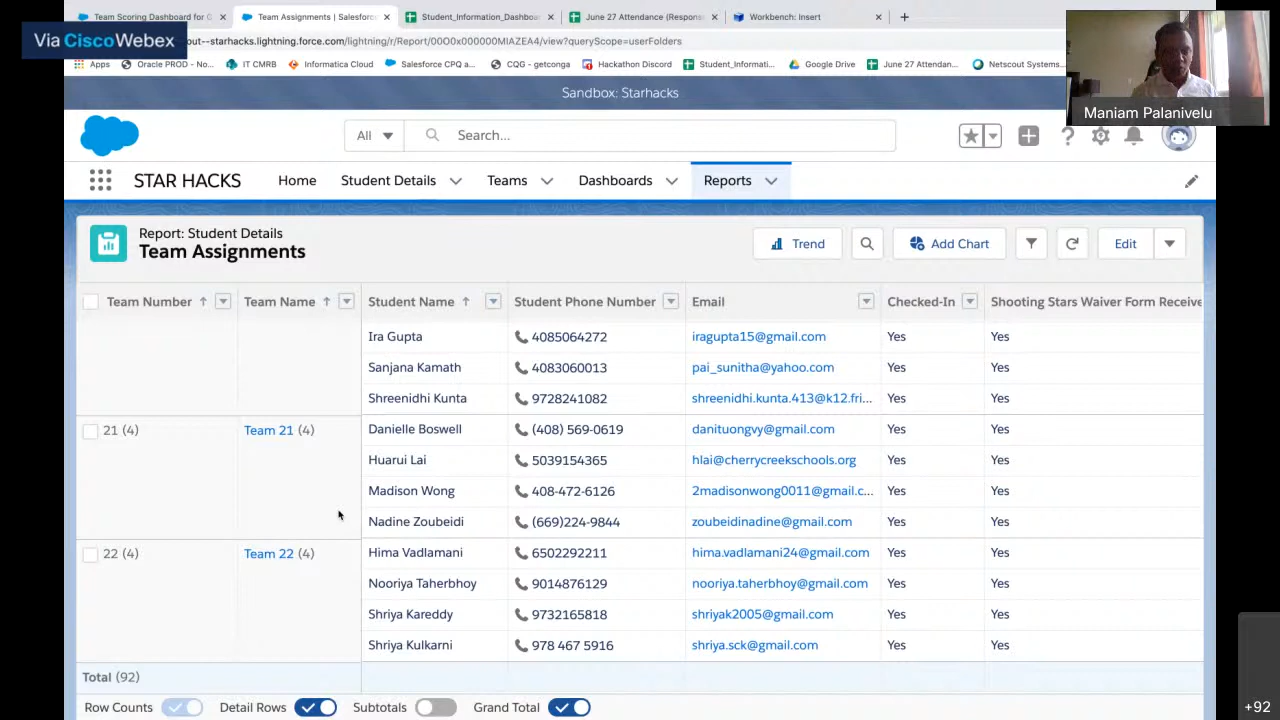 Team Scoring Dashboard for C
Team Assignments | Salesforc
Student_Information_Dashboa
June 27 Attendance (Respons
Workbench: Insert
Via CiscoWebex
out--starhacks.lightning.force.com/lightning/r/Report/00O0x000000MIAZEA4/view?queryScope=userFolders
Apps
Oracle PROD - No...
IT CMRB
Informatica Cloud
Salesforce CPQ a...
CQG - getconga
Hackathon Discord
Student_Informati...
Google Drive
June 27 Attendan...
Netscout Systems...
Maniam Palanivelu
Sandbox: Starhacks
All
Search...
STAR HACKS
Home
Student Details
Teams
Dashboards
Reports
Report: Student Details
Team Assignments
Trend
Add Chart
Edit
Team Number Team Name Student Name Student Phone Number Email Checked-In Shooting Stars Waiver Form Receive
Ira Gupta 4085064272 iragupta15@gmail.com Yes Yes
Sanjana Kamath 4083060013 pai_sunitha@yahoo.com Yes Yes
Shreenidhi Kunta 9728241082 shreenidhi.kunta.413@k12.fri... Yes Yes
21 (4) Team 21 (4) Danielle Boswell (408) 569-0619 danituongvy@gmail.com Yes Yes
Huarui Lai 5039154365 hlai@cherrycreekschools.org Yes Yes
Madison Wong 408-472-6126 2madisonwong0011@gmail.c... Yes Yes
Nadine Zoubeidi (669)224-9844 zoubeidinadine@gmail.com Yes Yes
22 (4) Team 22 (4) Hima Vadlamani 6502292211 hima.vadlamani24@gmail.com Yes Yes
Nooriya Taherbhoy 9014876129 nooriya.taherbhoy@gmail.com Yes Yes
Shriya Kareddy 9732165818 shriyak2005@gmail.com Yes Yes
Shriya Kulkarni 978 467 5916 shriya.sck@gmail.com Yes Yes
Total (92)
Row Counts
Detail Rows
Subtotals
Grand Total
+92